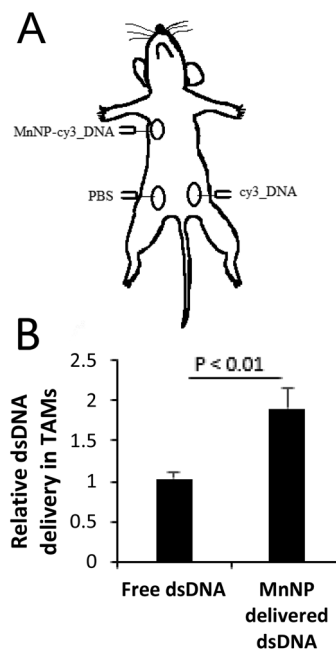 A
MnNP-cy3_DNA
PBS
cy3_DNA
B
Relative dsDNA
delivery in TAMs
2.5
2
1.5
1
0.5
0
P < 0.01
Free dsDNA
MnNP
delivered
dsDNA